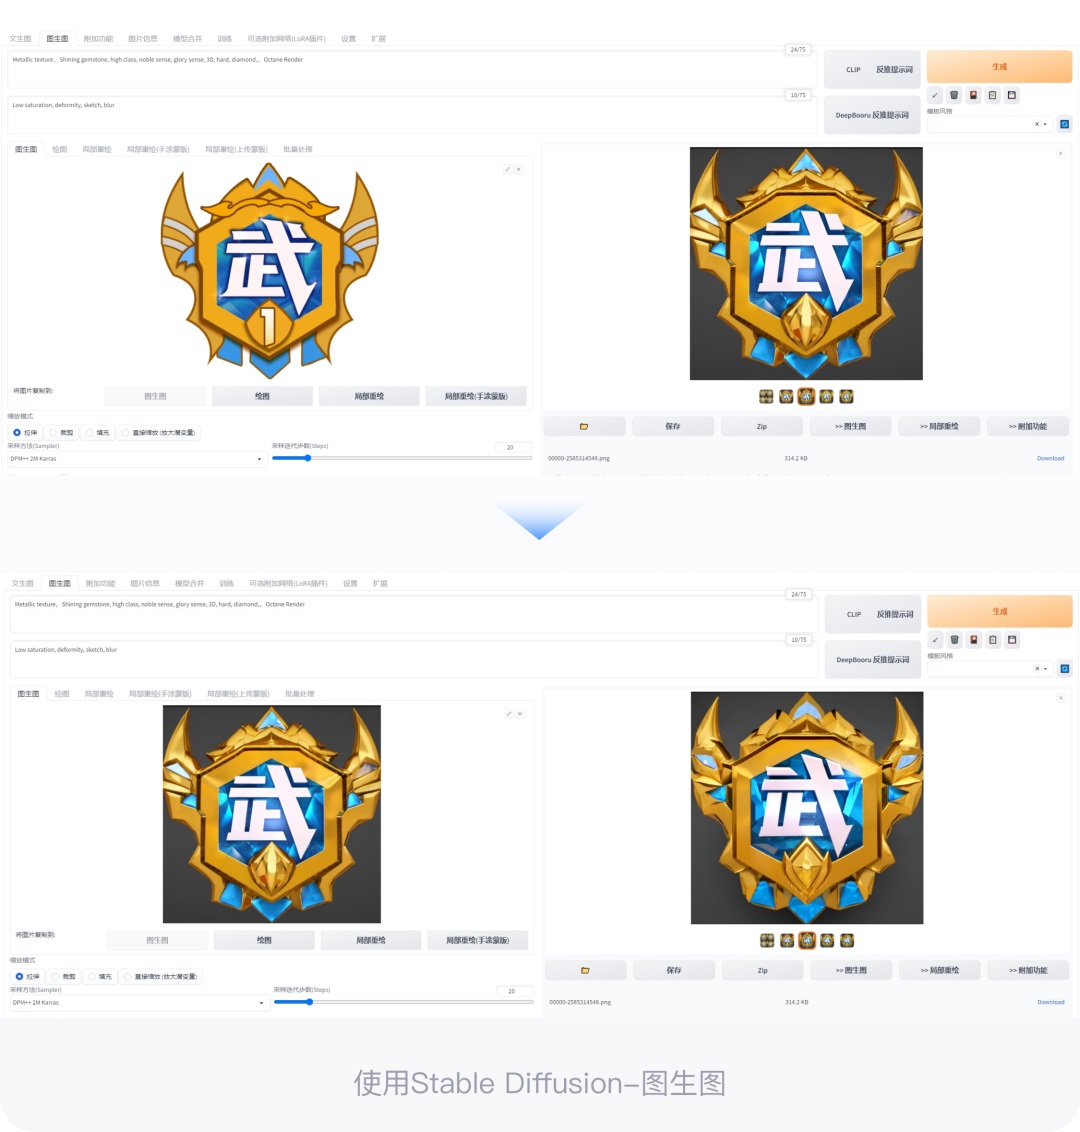 文生图 图生图 附加功能 图片信息 模型合并 训练 可选附加网络(LoRA插件) 设置 扩展
24/75
Metallic texture，Shining gemstone, high class, noble sense, glory sense, 3D, hard, diamond,，Octane Render
CLIP 反推提示词
生成
10/75
Low saturation, deformity, sketch, blur
DeepBooru 反推提示词
模板风格
图生图 绘图 局部重绘 局部重绘(手涂蒙版) 局部重绘(上传蒙版) 批量处理
武
1
武
将图片复制到:
图生图 绘图 局部重绘 局部重绘(手涂蒙版)
缩放模式
拉伸 裁剪 填充 直接缩放(放大潜变量)
保存 Zip >> 图生图 >> 局部重绘 >> 附加功能
采样方法(Sampler)
采样迭代步数(Steps) 20
DPM++ 2M Karras
00000-2585314546.png 314.2 KB Download
文生图 图生图 附加功能 图片信息 模型合并 训练 可选附加网络(LoRA插件) 设置 扩展
24/75
Metallic texture，Shining gemstone, high class, noble sense, glory sense, 3D, hard, diamond,，Octane Render
CLIP 反推提示词
生成
10/75
Low saturation, deformity, sketch, blur
DeepBooru 反推提示词
模板风格
图生图 绘图 局部重绘 局部重绘(手涂蒙版) 局部重绘(上传蒙版) 批量处理
武
武
将图片复制到:
图生图 绘图 局部重绘 局部重绘(手涂蒙版)
缩放模式
拉伸 裁剪 填充 直接缩放(放大潜变量)
保存 Zip >> 图生图 >> 局部重绘 >> 附加功能
采样方法(Sampler)
采样迭代步数(Steps) 20
DPM++ 2M Karras
00000-2585314546.png 314.2 KB Download
使用Stable Diffusion-图生图